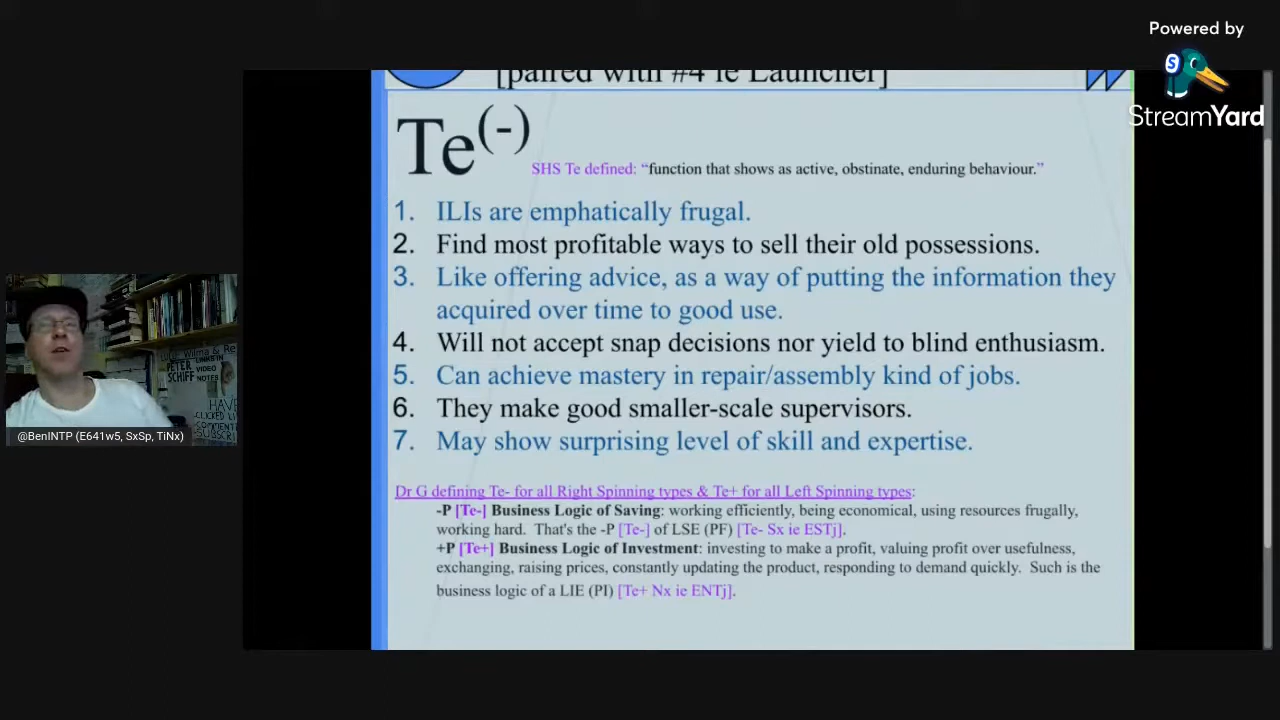 Powered by
StreamYard
[paired with #4 ie Launcher]
Te(-)
SHS Te defined: “function that shows as active, obstinate, enduring behaviour.”
1. ILIs are emphatically frugal.
2. Find most profitable ways to sell their old possessions.
3. Like offering advice, as a way of putting the information they
acquired over time to good use.
4. Will not accept snap decisions nor yield to blind enthusiasm.
5. Can achieve mastery in repair/assembly kind of jobs.
6. They make good smaller-scale supervisors.
7. May show surprising level of skill and expertise.
Dr G defining Te- for all Right Spinning types & Te+ for all Left Spinning types:
-P [Te-] Business Logic of Saving: working efficiently, being economical, using resources frugally,
working hard. That's the -P [Te-] of LSE (PF) [Te- Sx ie ESTj].
+P [Te+] Business Logic of Investment: investing to make a profit, valuing profit over usefulness,
exchanging, raising prices, constantly updating the product, responding to demand quickly. Such is the
business logic of a LIE (PI) [Te+ Nx ie ENTj].
PETER
SCHIFF
LINKS IN
VIDEO
NOTES
HAVE
@BenINTP (E641w5, SxSp, TiNx)